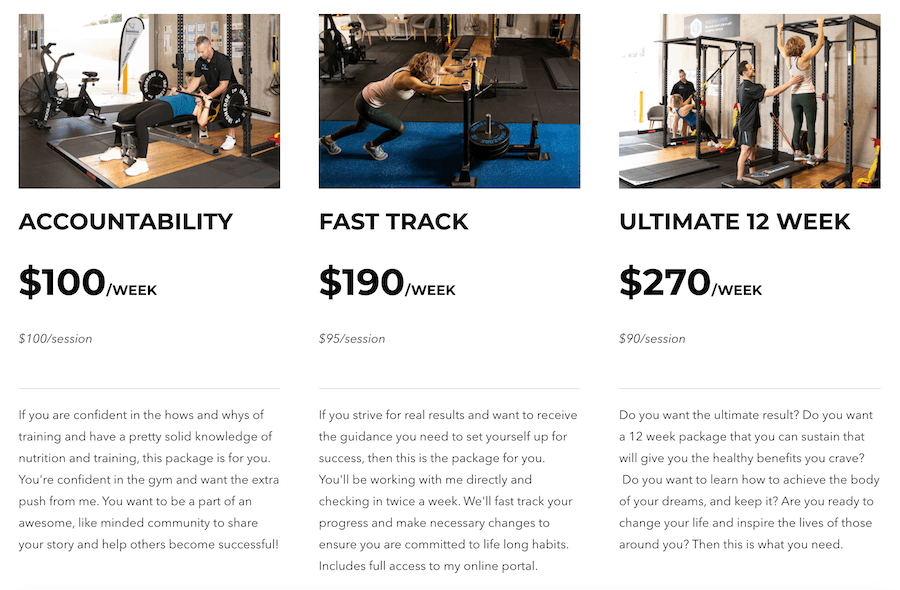 ACCOUNTABILITY
$100/WEEK
$100/session
If you are confident in the hows and whys of
training and have a pretty solid knowledge of
nutrition and training, this package is for you.
You're confident in the gym and want the extra
push from me. You want to be a part of an
awesome, like minded community to share
your story and help others become successful!
FAST TRACK
$190/WEEK
$95/session
If you strive for real results and want to receive
the guidance you need to set yourself up for
success, then this is the package for you.
You'll be working with me directly and
checking in twice a week. We'll fast track your
progress and make necessary changes to
ensure you are committed to life long habits.
Includes full access to my online portal.
ULTIMATE 12 WEEK
$270/WEEK
$90/session
Do you want the ultimate result? Do you want
a 12 week package that you can sustain that
will give you the healthy benefits you crave?
Do you want to learn how to achieve the body
of your dreams, and keep it? Are you ready to
change your life and inspire the lives of those
around you? Then this is what you need.